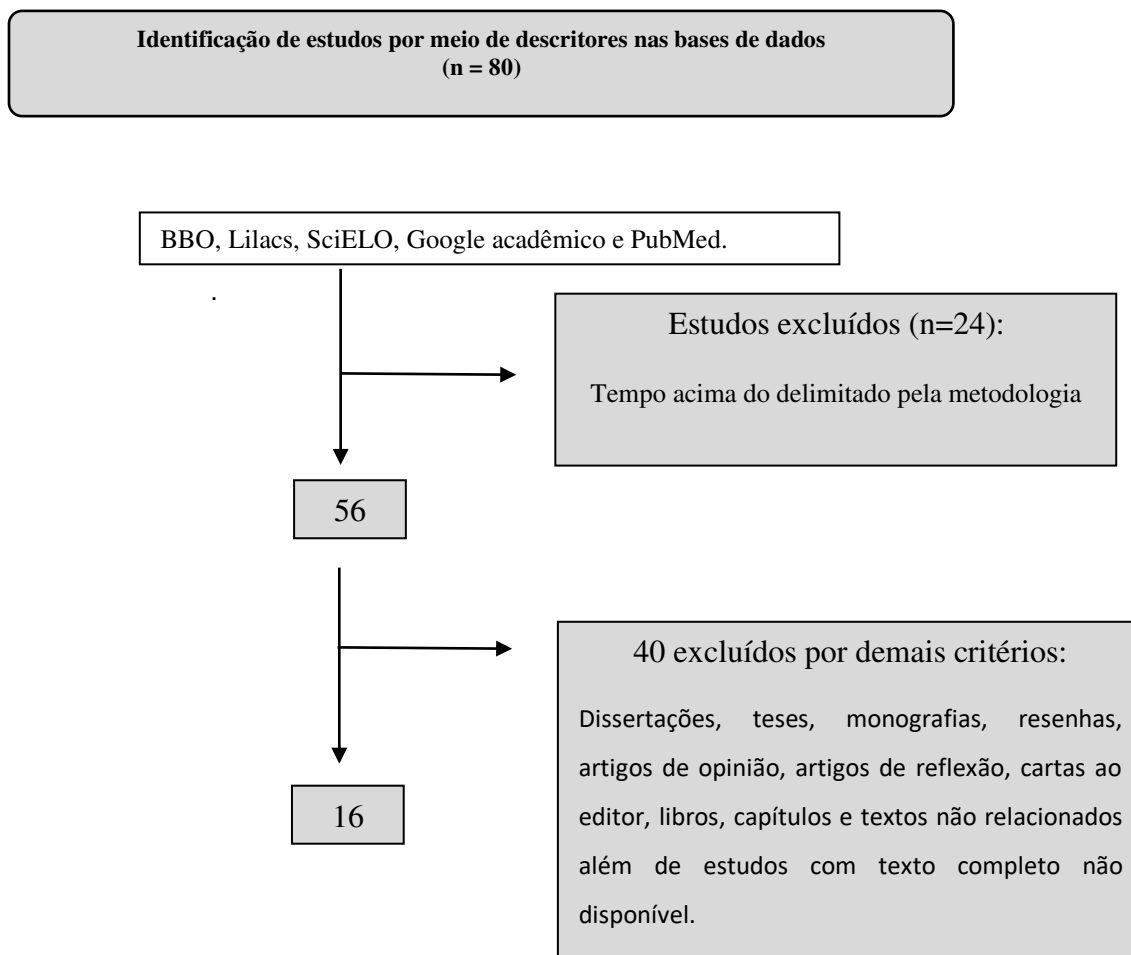 Identificação de estudos por meio de descritores nas bases de dados
(n = 80)
BBO, Lilacs, SciELO, Google acadêmico e PubMed.
.
Estudos excluídos (n=24):
Tempo acima do delimitado pela metodologia
56
40 excluídos por demais critérios:
Dissertações, teses, monografias, resenhas,
artigos de opinião, artigos de reflexão, cartas ao
editor, libros, capítulos e textos não relacionados
além de estudos com texto completo não
disponível.
16